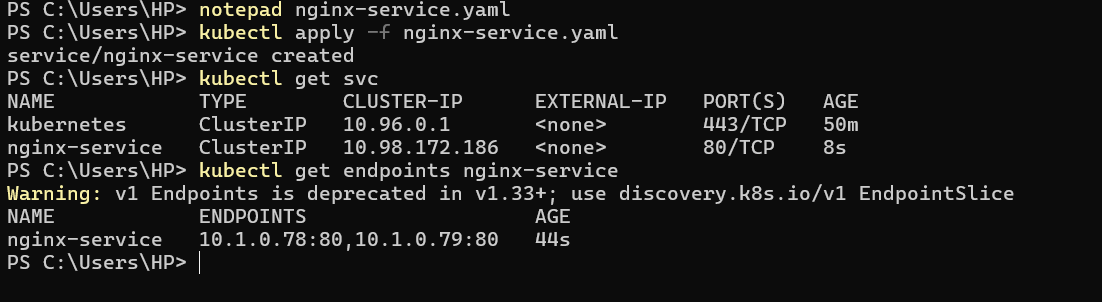 PS C:\Users\HP> notepad nginx-service.yaml
PS C:\Users\HP> kubectl apply -f nginx-service.yaml
service/nginx-service created
PS C:\Users\HP> kubectl get svc
NAME            TYPE        CLUSTER-IP      EXTERNAL-IP   PORT(S)   AGE
kubernetes      ClusterIP   10.96.0.1       <none>        443/TCP   50m
nginx-service   ClusterIP   10.98.172.186   <none>        80/TCP    8s
PS C:\Users\HP> kubectl get endpoints nginx-service
Warning: v1 Endpoints is deprecated in v1.33+; use discovery.k8s.io/v1 EndpointSlice
NAME            ENDPOINTS                   AGE
nginx-service   10.1.0.78:80,10.1.0.79:80   44s
PS C:\Users\HP>